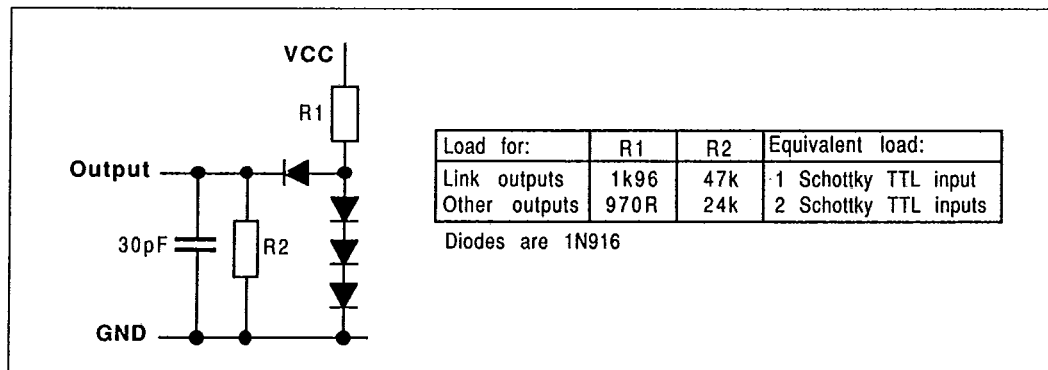 VCC
R1
Output
30pF
R2
GND
Load for: R1 R2 Equivalent load:
Link outputs 1k96 47k 1 Schottky TTL input
Other outputs 970R 24k 2 Schottky TTL inputs
Diodes are 1N916